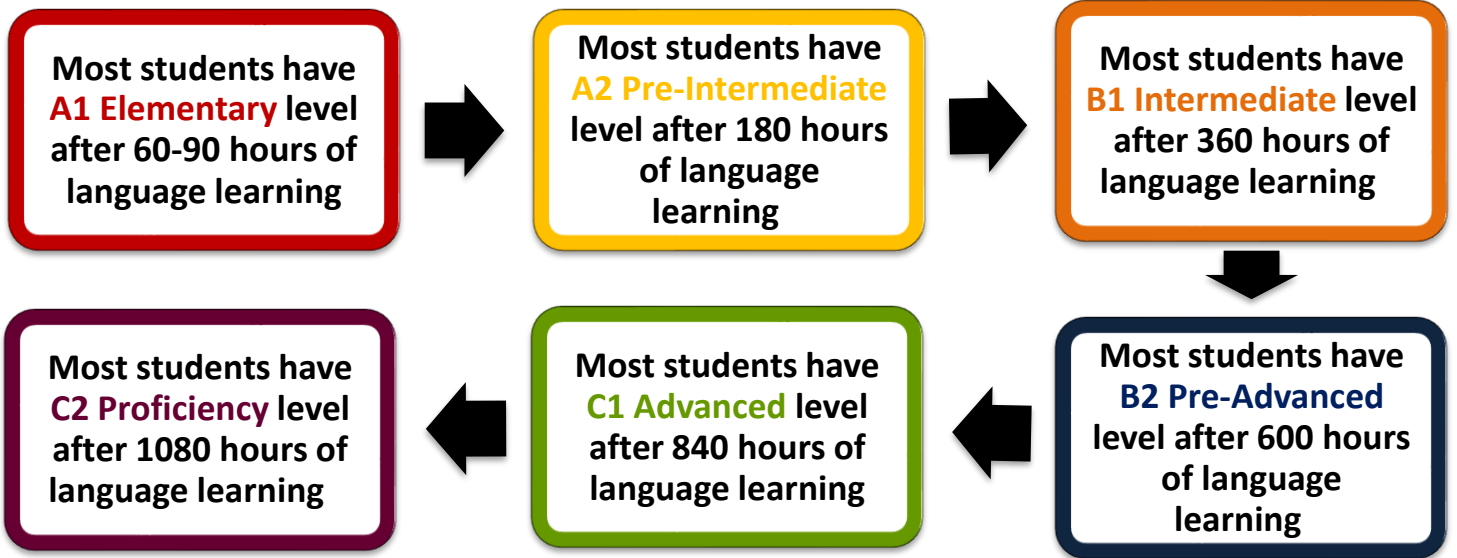 Most students have
A1 Elementary level
after 60-90 hours of
language learning
Most students have
A2 Pre-Intermediate
level after 180 hours
of language
learning
Most students have
B1 Intermediate level
after 360 hours of
language learning
Most students have
B2 Pre-Advanced
level after 600 hours
of language
learning
Most students have
C1 Advanced level
after 840 hours of
language learning
Most students have
C2 Proficiency level
after 1080 hours of
language learning